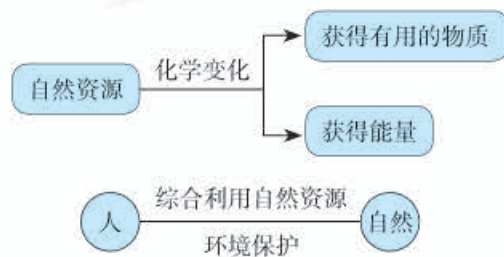 获得有用的物质
化学变化
自然资源
获得能量
综合利用自然资源
人
自然
环境保护